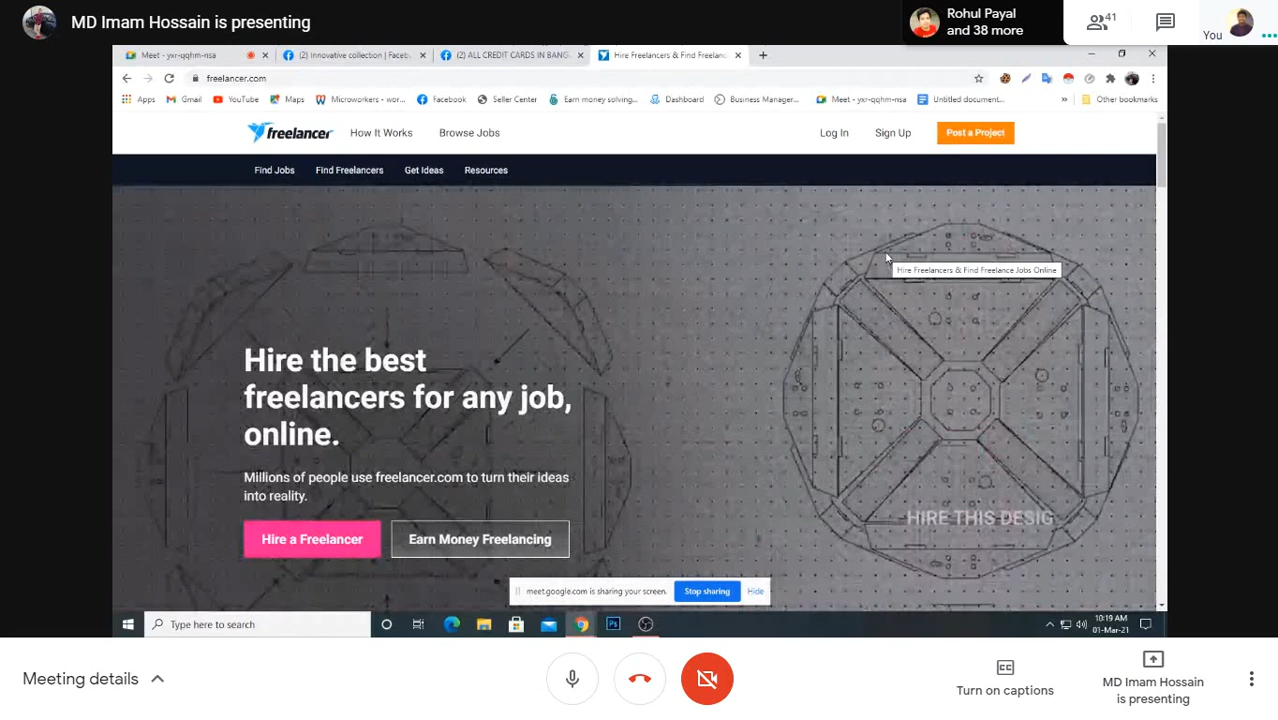 MD Imam Hossain is presenting
Rohul Payal
and 38 more
41
You
Meet - yxr-qqhm-nsa
(2) Innovative collection | Faceb
(2) ALL CREDIT CARDS IN BANG
Hire Freelancers & Find Freelanc
freelancer.com
Apps
Gmail
YouTube
Maps
Microworkers - wor...
Facebook
Seller Center
Earn money solving...
Dashboard
Business Manager...
Meet - yxr-qqhm-nsa
Untitled document...
»
Other bookmarks
freelancer
How It Works
Browse Jobs
Log In
Sign Up
Post a Project
Find Jobs
Find Freelancers
Get Ideas
Resources
Hire Freelancers & Find Freelance Jobs Online
Hire the best
freelancers for any job,
online.
Millions of people use freelancer.com to turn their ideas
into reality.
HIRE THIS DESIG
Hire a Freelancer
Earn Money Freelancing
meet.google.com is sharing your screen.
Stop sharing
Hide
Type here to search
Ps
10:19 AM
01-Mar-21
Meeting details
CC
Turn on captions
MD Imam Hossain
is presenting